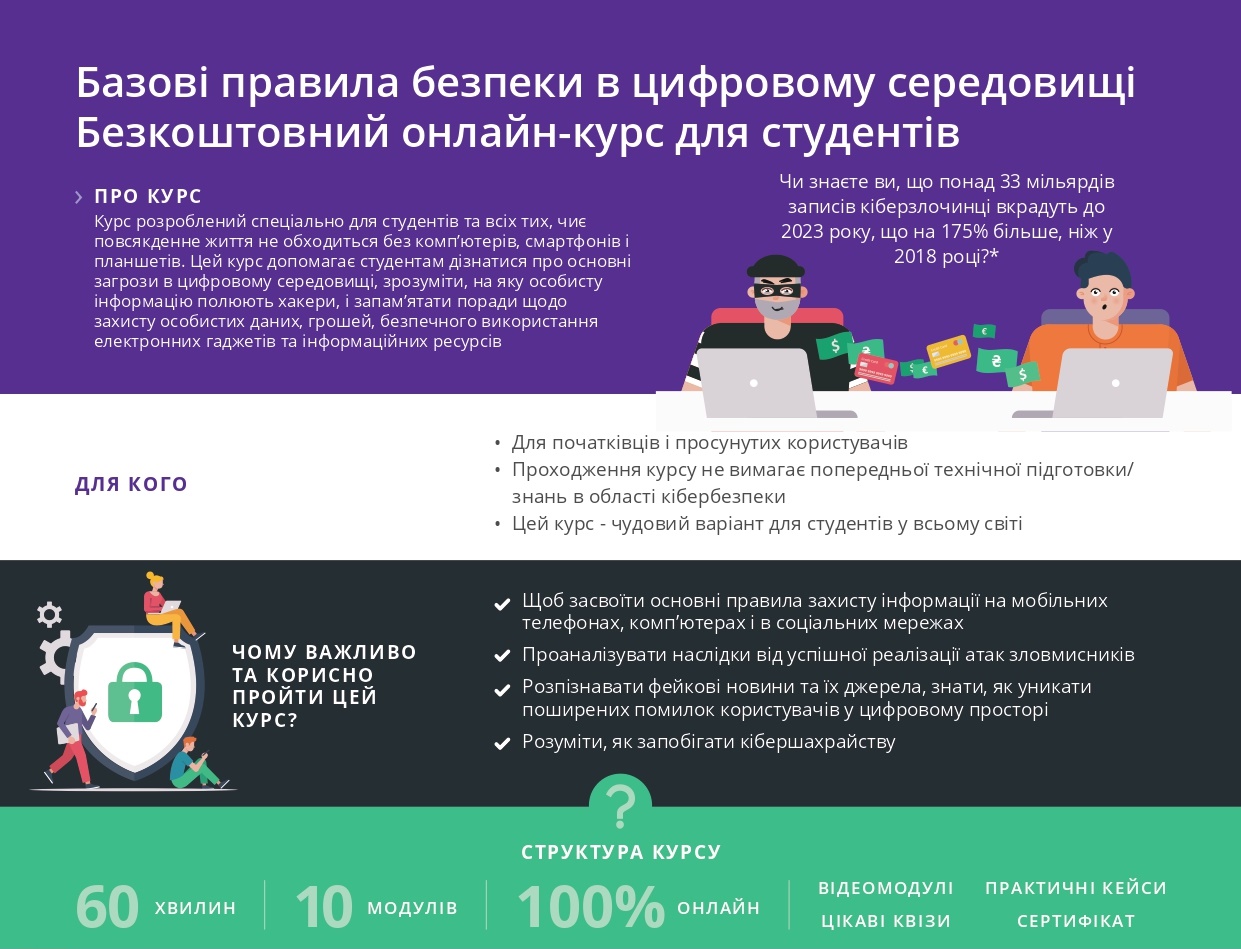 Базові правила безпеки в цифровому середовищі
Безкоштовний онлайн-курс для студентів
ПРО КУРС
Курс розроблений спеціально для студентів та всіх тих, чиє
повсякденне життя не обходиться без комп’ютерів, смартфонів і
планшетів. Цей курс допомагає студентам дізнатися про основні
загрози в цифровому середовищі, зрозуміти, на яку особисту
інформацію полюють хакери, і запам’ятати поради щодо
захисту особистих даних, грошей, безпечного використання
електронних гаджетів та інформаційних ресурсів
Чи знаєте ви, що понад 33 мільярдів
записів кіберзлочинці вкрадуть до
2023 року, що на 175% більше, ніж у
2018 році?*
ДЛЯ КОГО
• Для початківців і просунутих користувачів
• Проходження курсу не вимагає попередньої технічної підготовки/
знань в області кібербезпеки
• Цей курс - чудовий варіант для студентів у всьому світі
ЧОМУ ВАЖЛИВО
ТА КОРИСНО
ПРОЙТИ ЦЕЙ
КУРС?
Щоб засвоїти основні правила захисту інформації на мобільних
телефонах, комп’ютерах і в соціальних мережах
Проаналізувати наслідки від успішної реалізації атак зловмисників
Розпізнавати фейкові новини та їх джерела, знати, як уникати
поширених помилок користувачів у цифровому просторі
Розуміти, як запобігати кібершахрайству
?
СТРУКТУРА КУРСУ
60 ХВИЛИН
10 МОДУЛІВ
100% ОНЛАЙН
ВІДЕОМОДУЛІ
ПРАКТИЧНІ КЕЙСИ
ЦІКАВІ КВІЗИ
СЕРТИФІКАТ